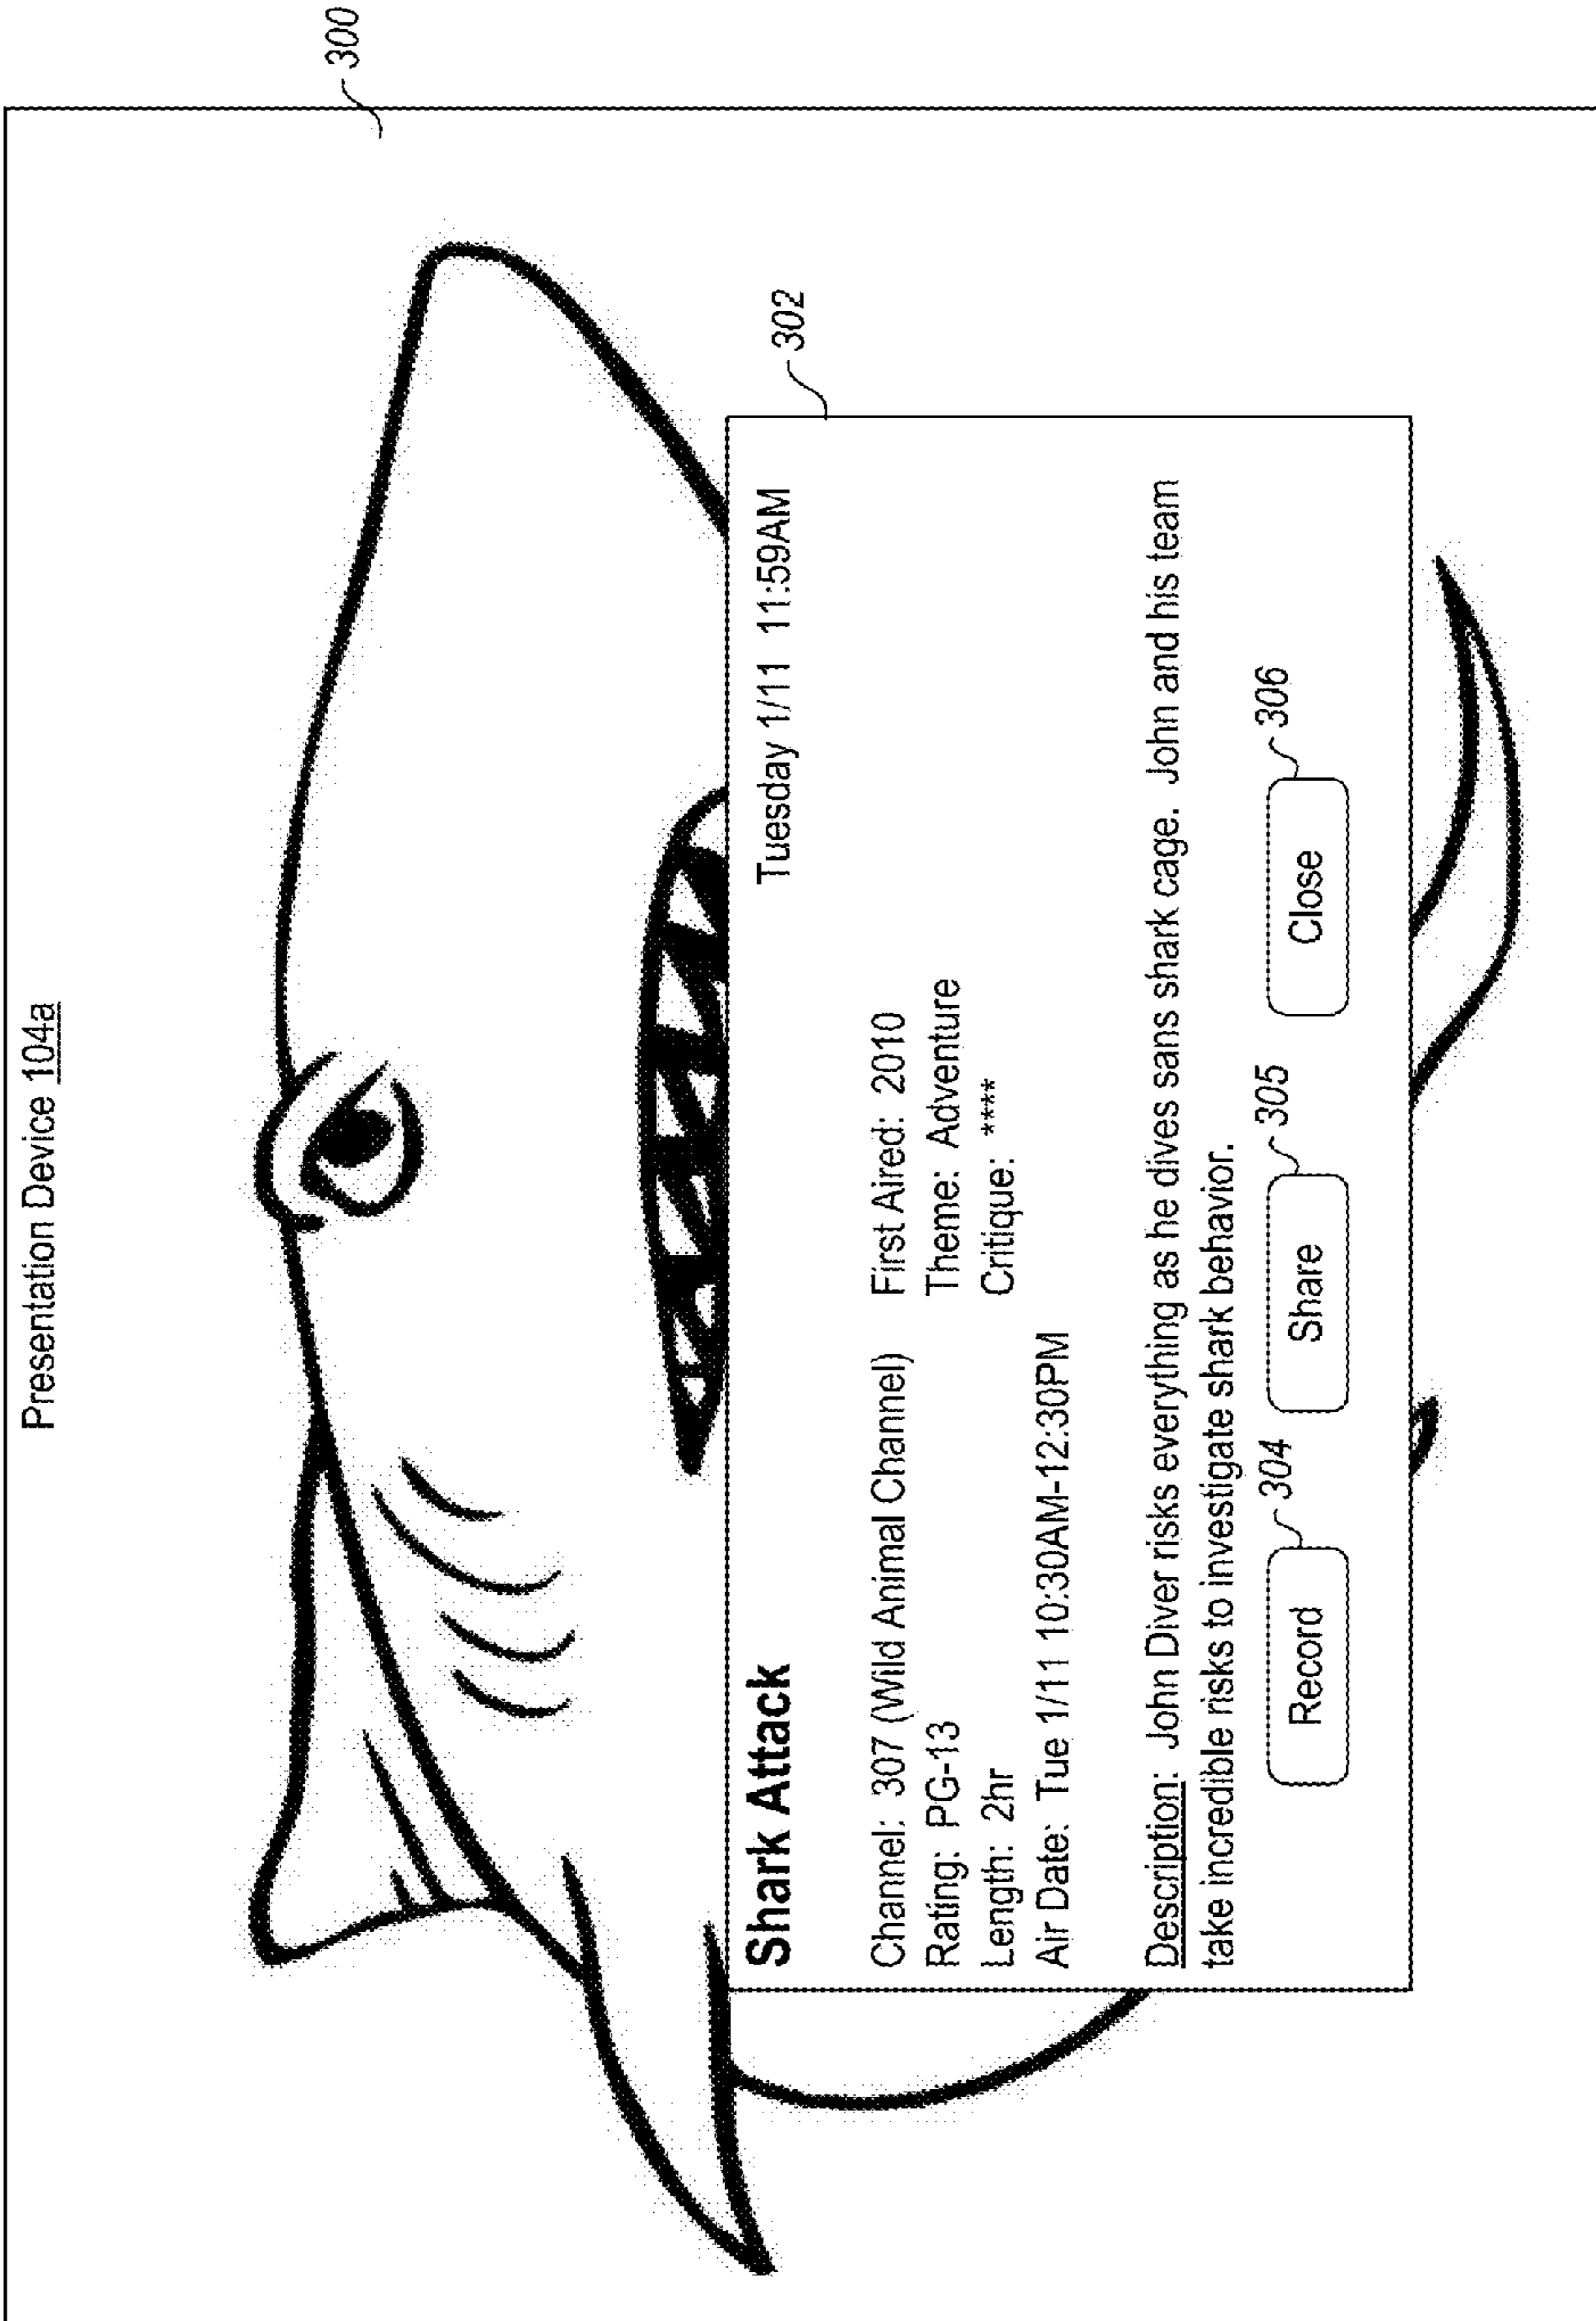 Presentation Device 104a
300
302
Shark Attack
Tuesday 1/11 11:59AM
Channel: 307 (Wild Animal Channel) First Aired: 2010
Rating: PG-13 Theme: Adventure
Length: 2hr Critique: ****
Air Date: Tue 1/11 10:30AM-12:30PM
Description: John Diver risks everything as he dives sans shark cage. John and his team
take incredible risks to investigate shark behavior.
304
305
306
Record
Share
Close